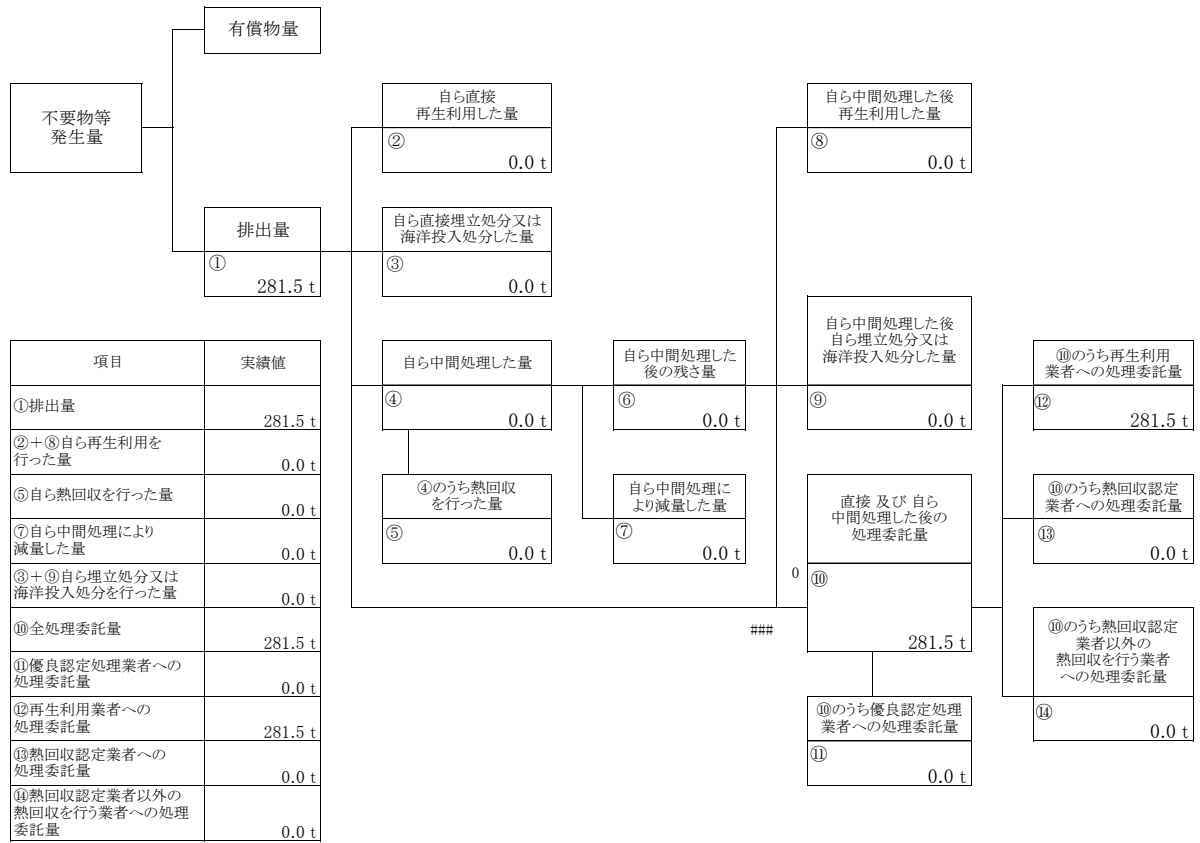 有償物量
不要物等
発生量
自ら直接
再生利用した量
②
0.0 t
自ら中間処理した後
再生利用した量
⑧
0.0 t
排出量
①
281.5 t
自ら直接埋立処分又は
海洋投入処分した量
③
0.0 t
自ら中間処理した量
④
0.0 t
自ら中間処理した
後の残さ量
⑥
0.0 t
自ら中間処理した後
自ら埋立処分又は
海洋投入処分した量
⑨
0.0 t
⑩のうち再生利用
業者への処理委託量
⑫
281.5 t
④のうち熱回収
を行った量
⑤
0.0 t
自ら中間処理に
より減量した量
⑦
0.0 t
直接 及び 自ら
中間処理した後の
処理委託量
0
⑩
281.5 t
###
⑩のうち熱回収認定
業者への処理委託量
⑬
0.0 t
⑩のうち熱回収認定
業者以外の
熱回収を行う業者
への処理委託量
⑭
0.0 t
⑩のうち優良認定処理
業者への処理委託量
⑪
0.0 t
項目 実績値
①排出量
281.5 t
②+⑧自ら再生利用を
行った量
0.0 t
⑤自ら熱回収を行った量
0.0 t
⑦自ら中間処理により
減量した量
0.0 t
③+⑨自ら埋立処分又は
海洋投入処分を行った量
0.0 t
⑩全処理委託量
281.5 t
⑪優良認定処理業者への
処理委託量
0.0 t
⑫再生利用業者への
処理委託量
281.5 t
⑬熱回収認定業者への
処理委託量
0.0 t
⑭熱回収認定業者以外の
熱回収を行う業者への処理
委託量
0.0 t